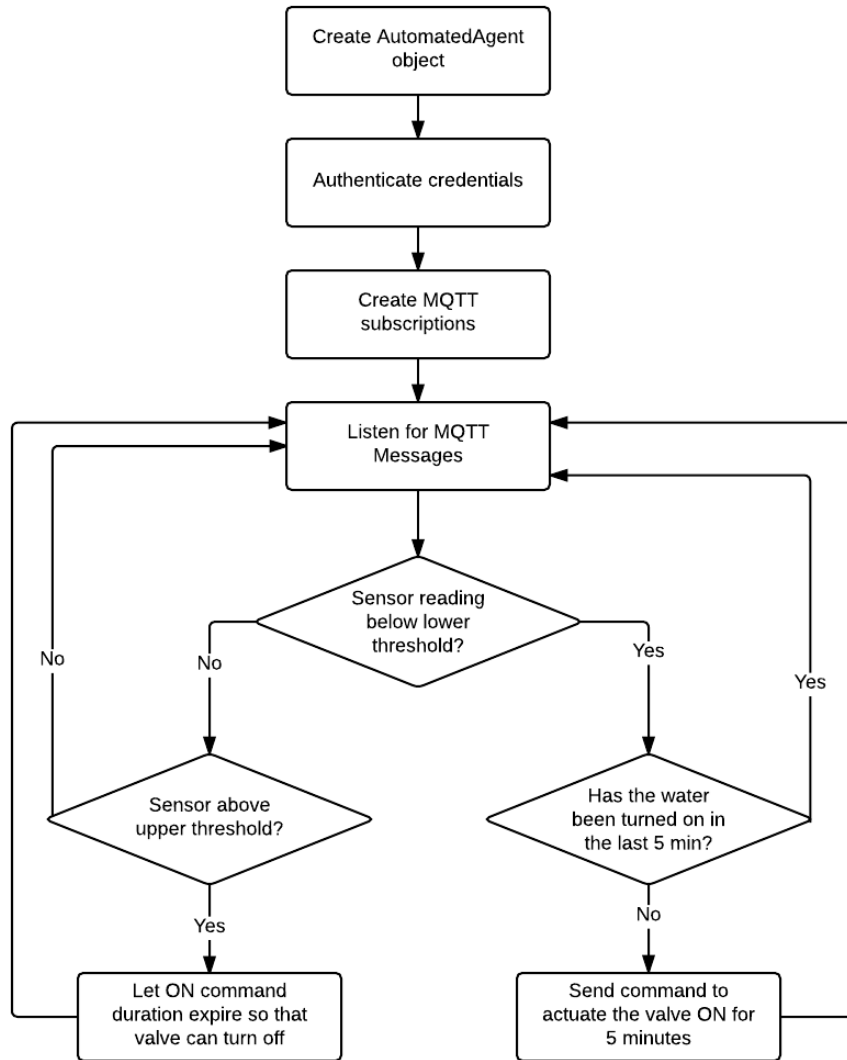 Create AutomatedAgent
object
Authenticate credentials
Create MQTT
subscriptions
Listen for MQTT
Messages
Sensor reading
below lower
threshold?
No
No
Yes
Yes
Sensor above
upper threshold?
Has the water
been turned on in
the last 5 min?
Yes
No
Let ON command
duration expire so that
valve can turn off
Send command to
actuate the valve ON for
5 minutes